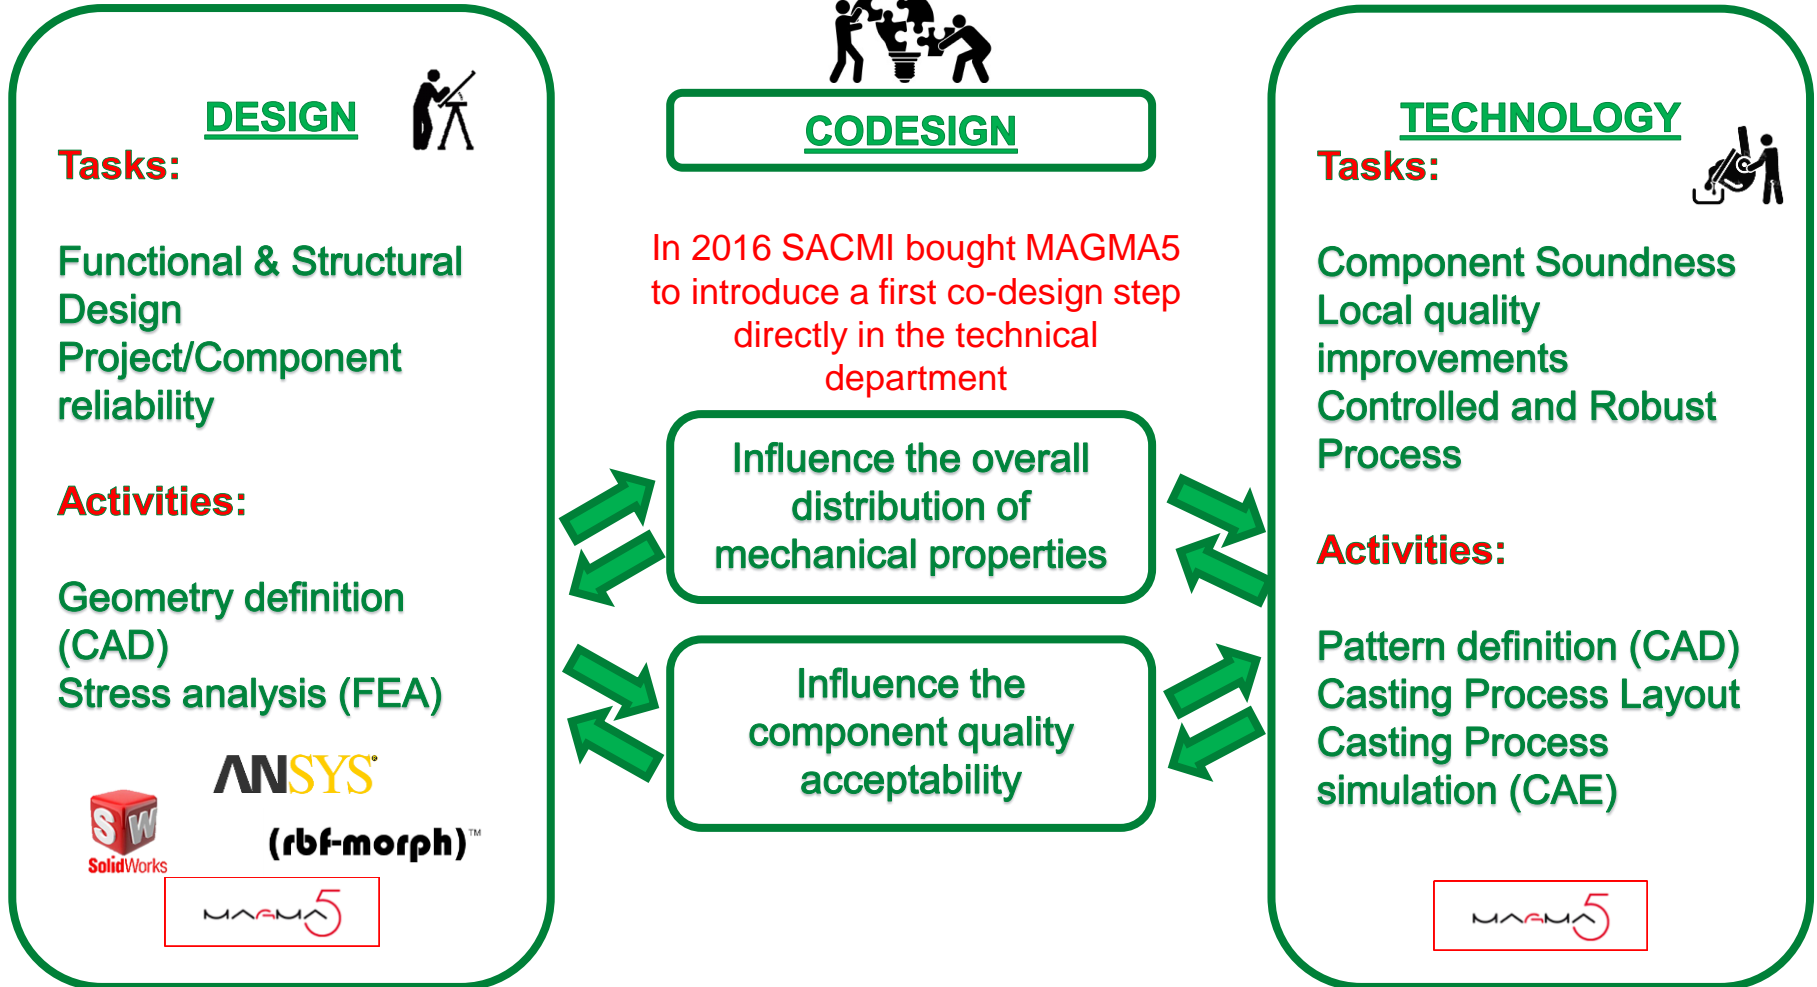 DESIGN
Tasks:
Functional & Structural
Design
Project/Component
reliability
Activities:
Geometry definition
(CAD)
Stress analysis (FEA)
ANSYS®
SW
SolidWorks
(rbf-morph)™
MAGMA5
CODESIGN
In 2016 SACMI bought MAGMA5
to introduce a first co-design step
directly in the technical
department
Influence the overall
distribution of
mechanical properties
Influence the
component quality
acceptability
TECHNOLOGY
Tasks:
Component Soundness
Local quality
improvements
Controlled and Robust
Process
Activities:
Pattern definition (CAD)
Casting Process Layout
Casting Process
simulation (CAE)
MAGMA5